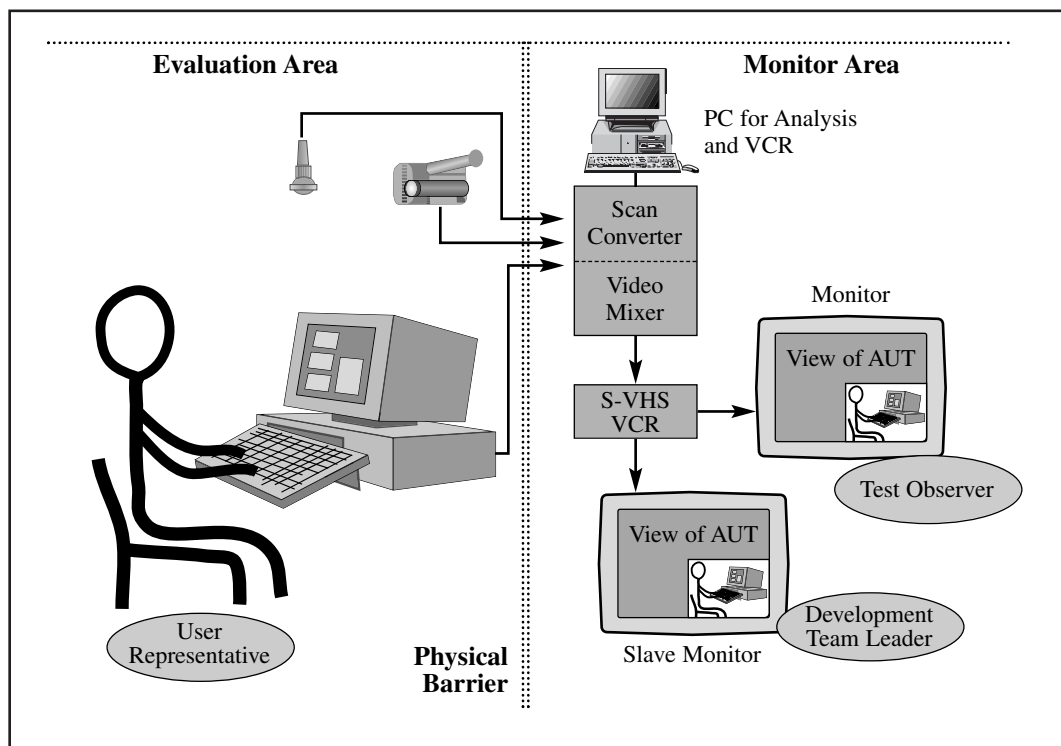 Evaluation Area
Monitor Area
PC for Analysis
and VCR
Scan
Converter
Video
Mixer
Monitor
View of AUT
S-VHS
VCR
Test Observer
View of AUT
Development
Team Leader
Slave Monitor
User
Representative
Physical
Barrier